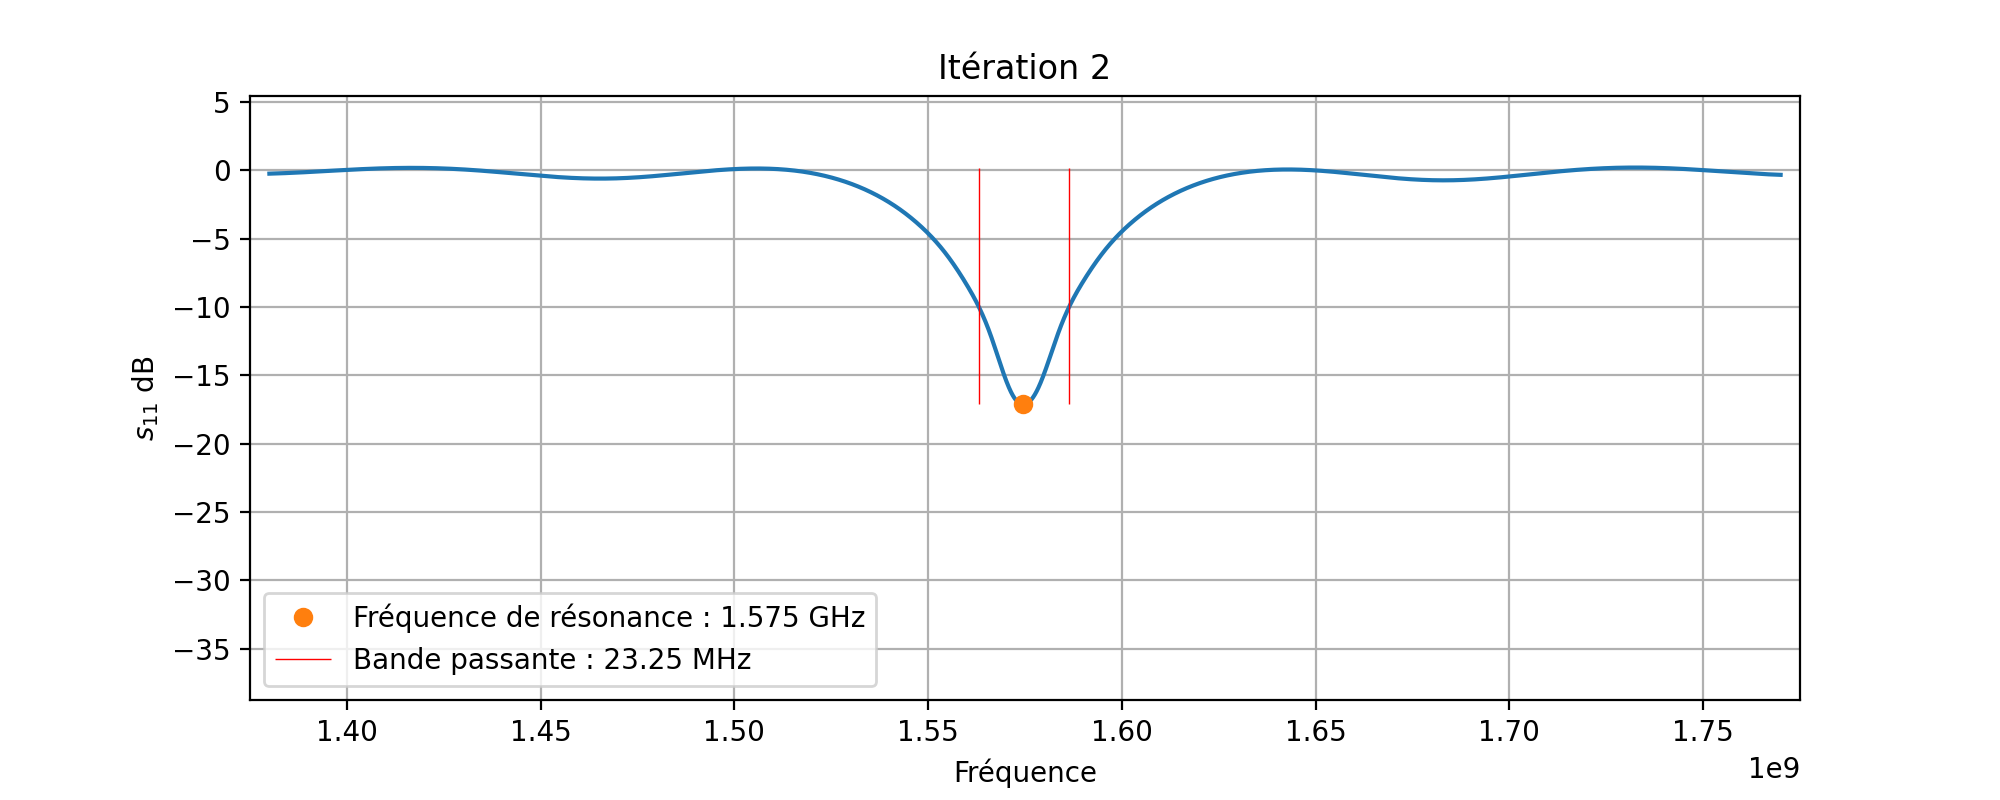 Itération 2
5
0
−5
−10
−15
−20
−25
−30
−35
s11 dB
Fréquence de résonance : 1.575 GHz
Bande passante : 23.25 MHz
1.40 1.45 1.50 1.55 1.60 1.65 1.70 1.75
Fréquence
1e9